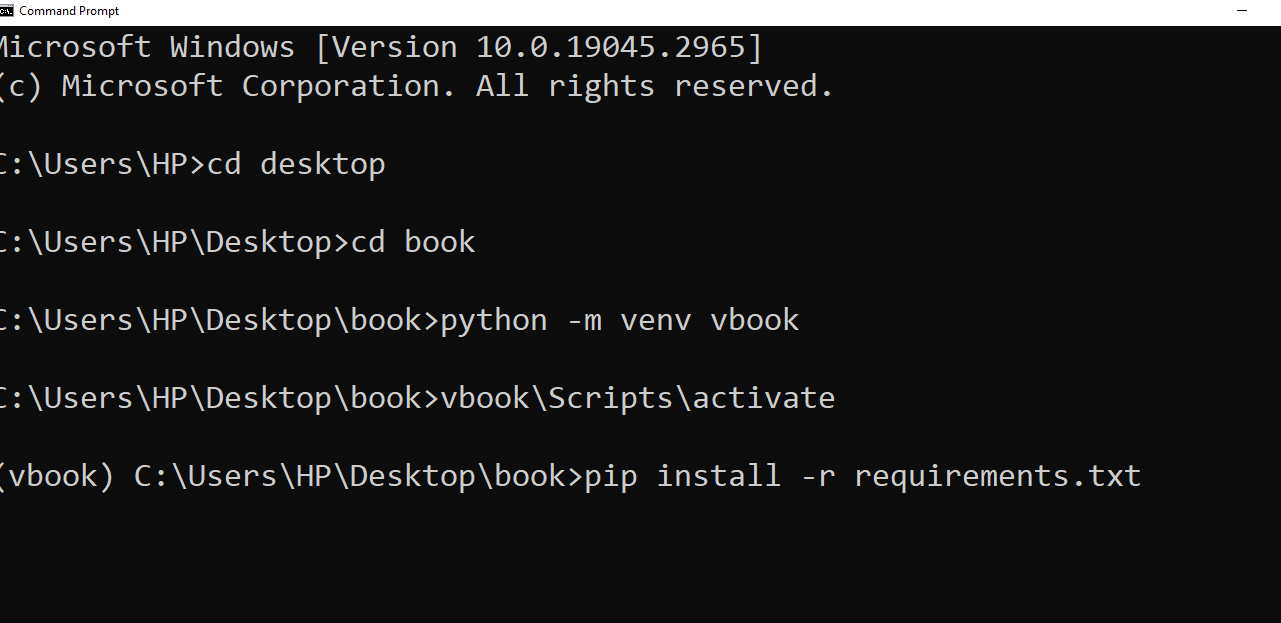 Command Prompt
Microsoft Windows [Version 10.0.19045.2965]
(c) Microsoft Corporation. All rights reserved.
C:\Users\HP>cd desktop
C:\Users\HP\Desktop>cd book
C:\Users\HP\Desktop\book>python -m venv vbook
C:\Users\HP\Desktop\book>vbook\Scripts\activate
(vbook) C:\Users\HP\Desktop\book>pip install -r requirements.txt